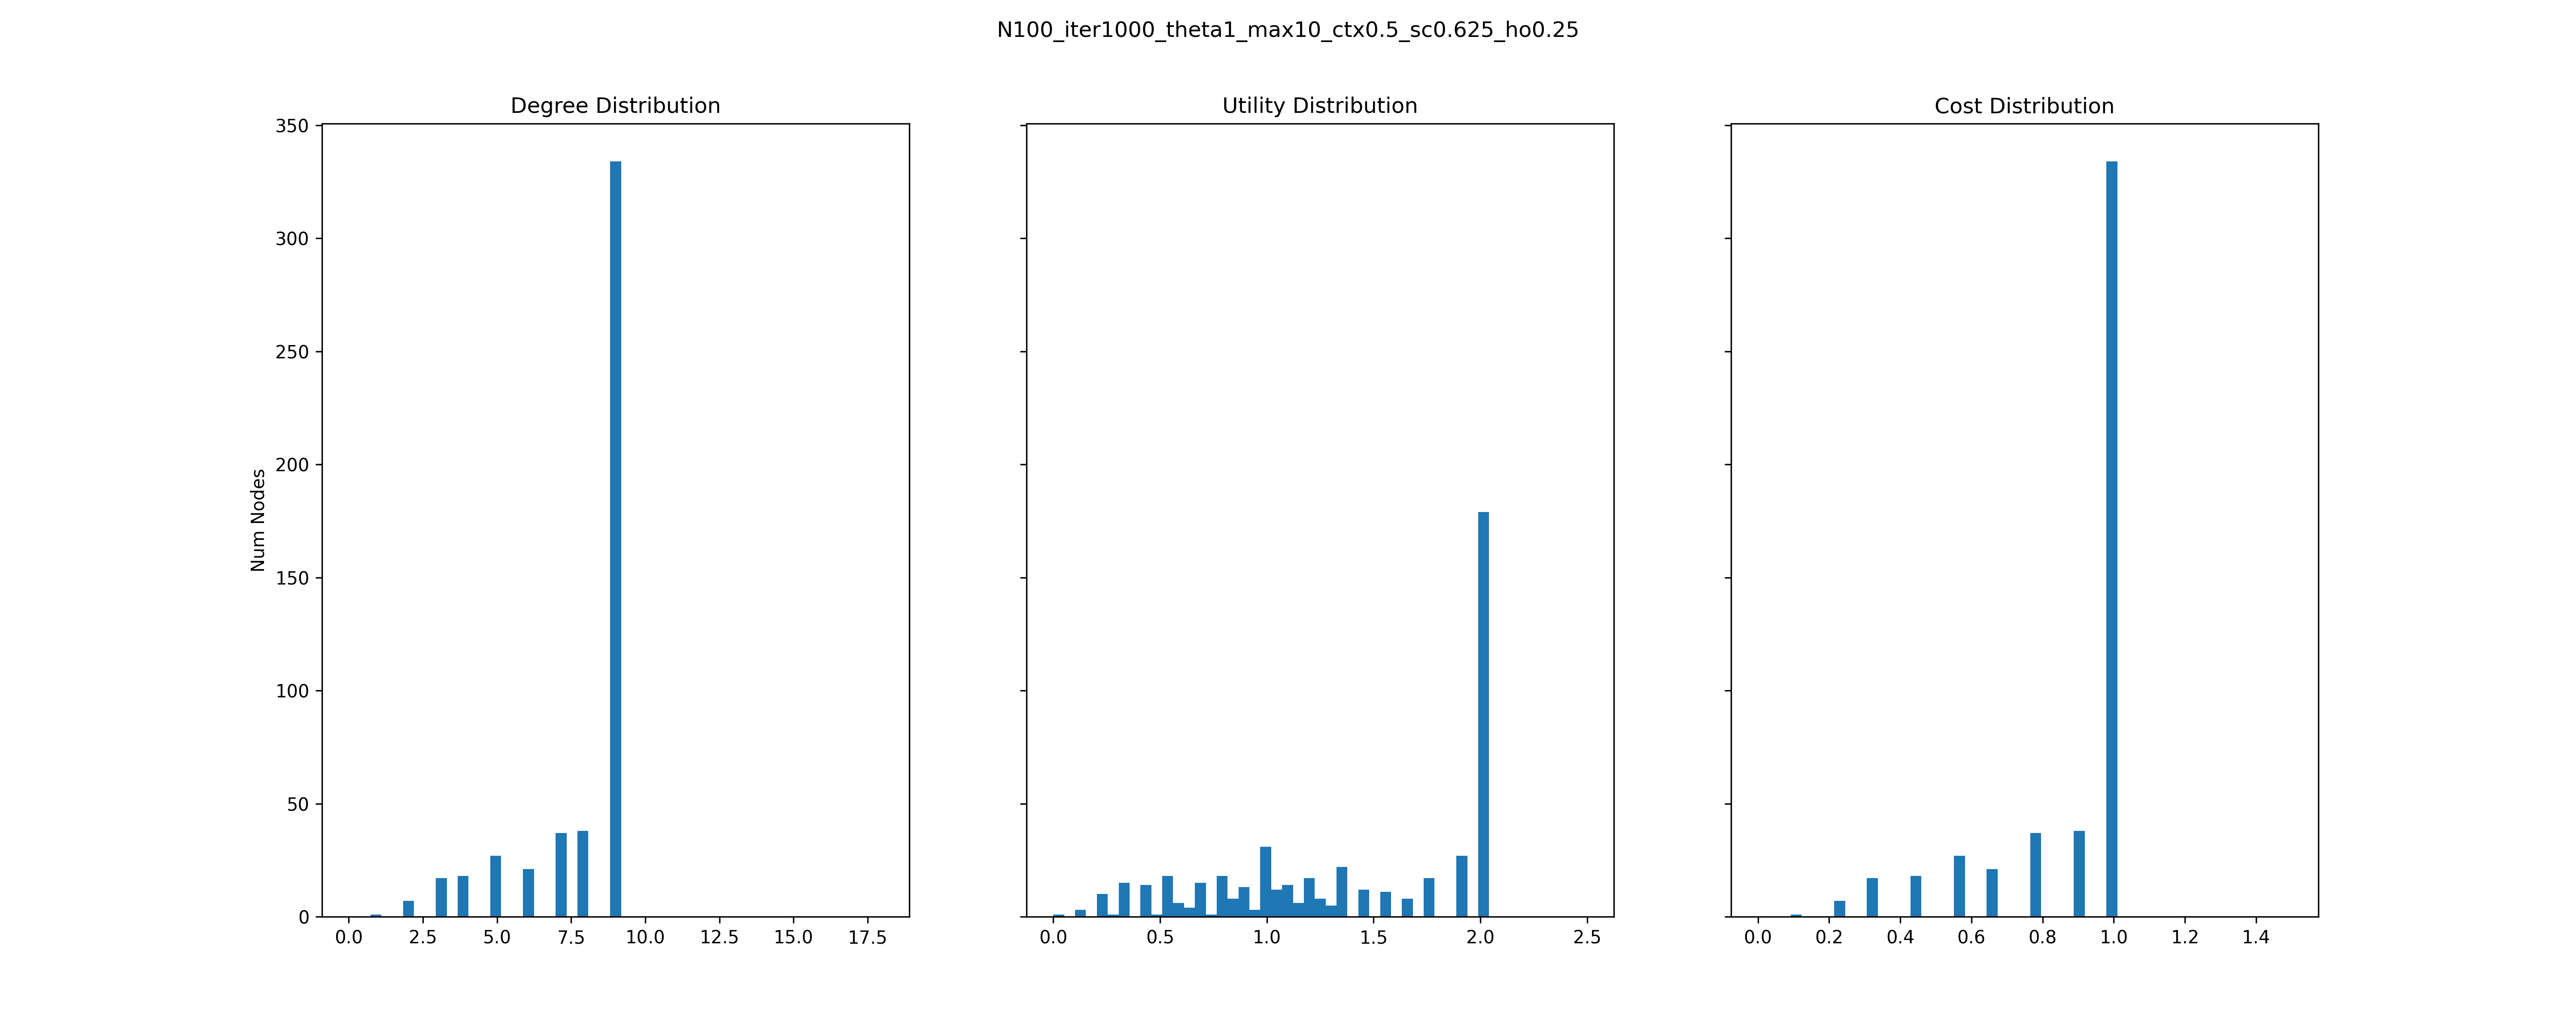 N100_iter1000_theta1_max10_ctx0.5_sc0.625_ho0.25
Degree Distribution
Utility Distribution
Cost Distribution
350
300
250
200
150
100
50
0
Num Nodes
0.0 2.5 5.0 7.5 10.0 12.5 15.0 17.5
0.0 0.5 1.0 1.5 2.0 2.5
0.0 0.2 0.4 0.6 0.8 1.0 1.2 1.4